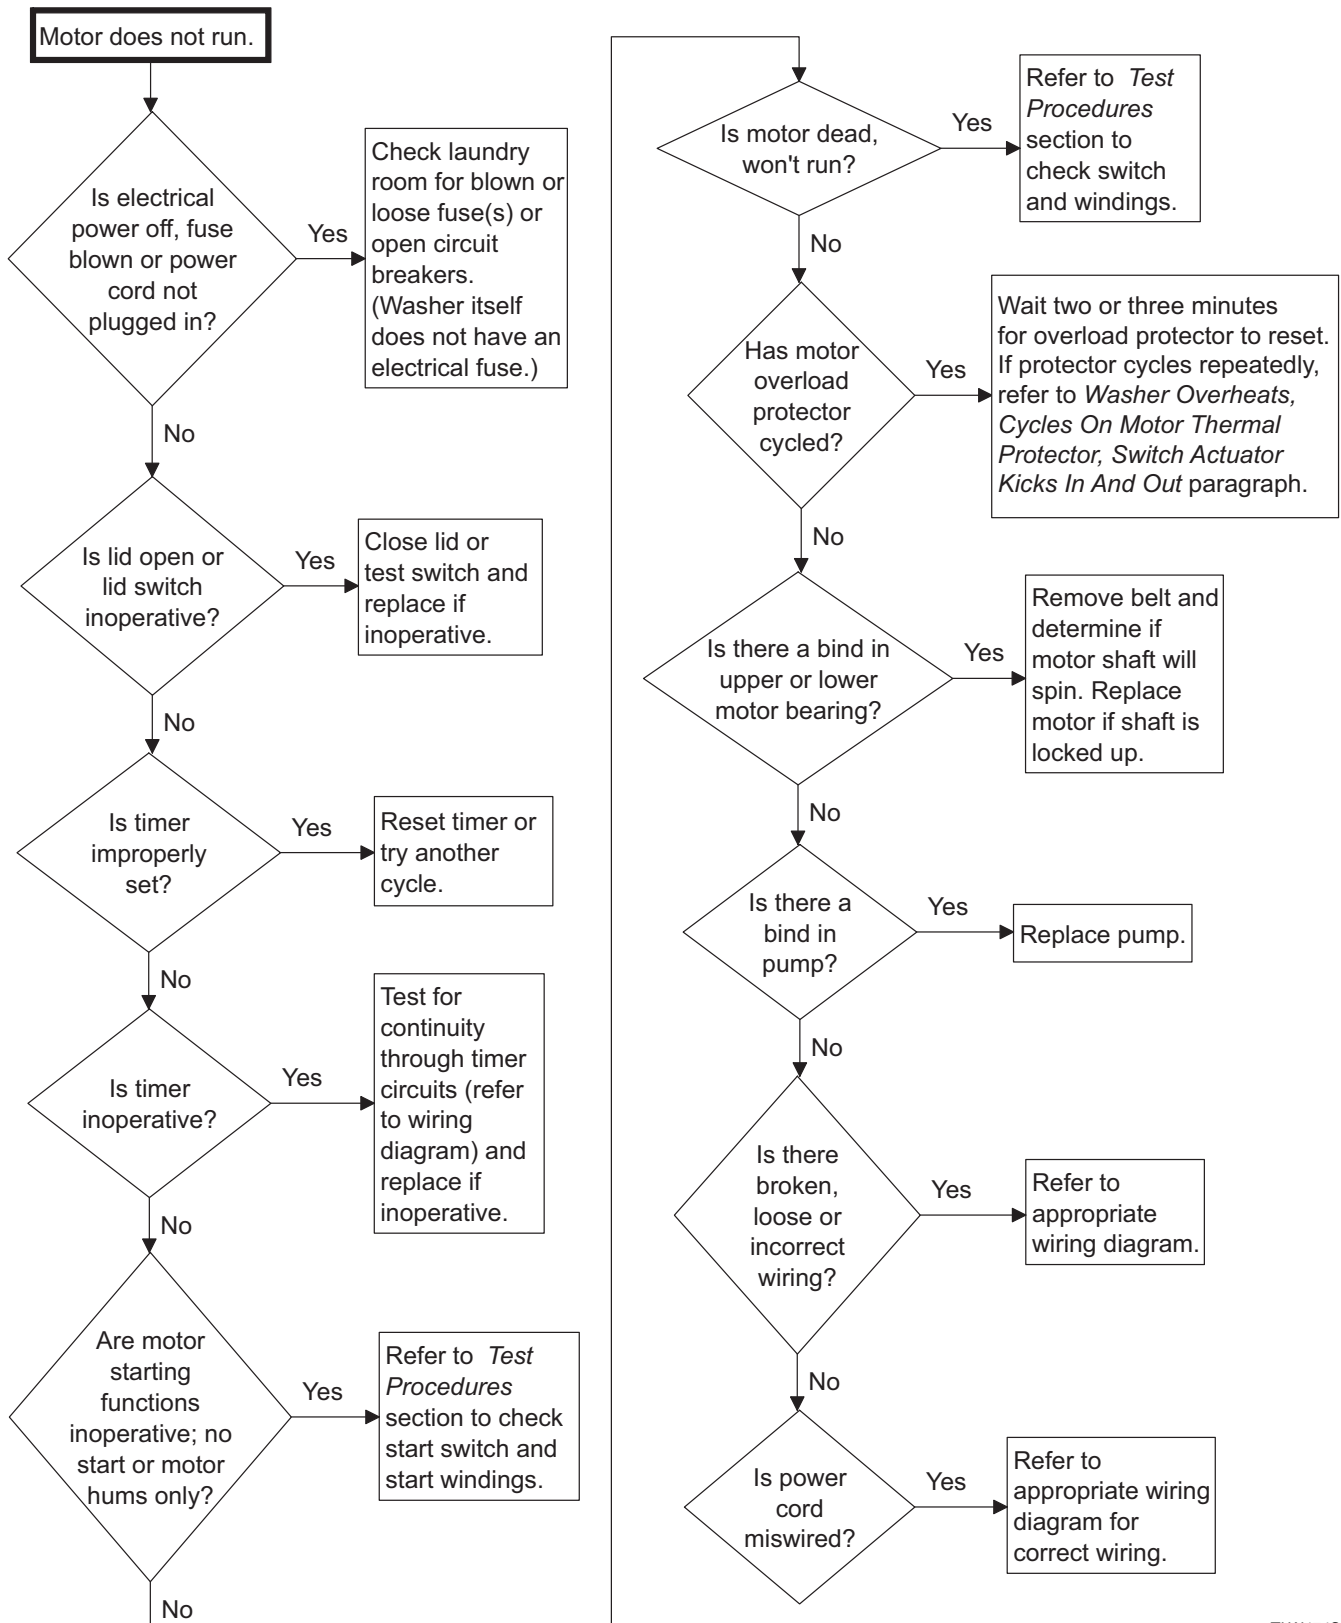 Motor does not run.
Is electrical
power off, fuse
blown or power
cord not
plugged in?
Yes
Check laundry
room for blown or
loose fuse(s) or
open circuit
breakers.
(Washer itself
does not have an
electrical fuse.)
No
Is lid open or
lid switch
inoperative?
Yes
Close lid or
test switch and
replace if
inoperative.
No
Is timer
improperly
set?
Yes
Reset timer or
try another
cycle.
No
Is timer
inoperative?
Yes
Test for
continuity
through timer
circuits (refer
to wiring
diagram) and
replace if
inoperative.
No
Are motor
starting
functions
inoperative; no
start or motor
hums only?
Yes
Refer to Test
Procedures
section to check
start switch and
start windings.
No
Is motor dead,
won't run?
Yes
Refer to Test
Procedures
section to
check switch
and windings.
No
Has motor
overload
protector
cycled?
Yes
Wait two or three minutes
for overload protector to reset.
If protector cycles repeatedly,
refer to Washer Overheats,
Cycles On Motor Thermal
Protector, Switch Actuator
Kicks In And Out paragraph.
No
Is there a bind in
upper or lower
motor bearing?
Yes
Remove belt and
determine if
motor shaft will
spin. Replace
motor if shaft is
locked up.
No
Is there a
bind in
pump?
Yes
Replace pump.
No
Is there
broken,
loose or
incorrect
wiring?
Yes
Refer to
appropriate
wiring diagram.
No
Is power
cord
miswired?
Yes
Refer to
appropriate wiring
diagram for
correct wiring.